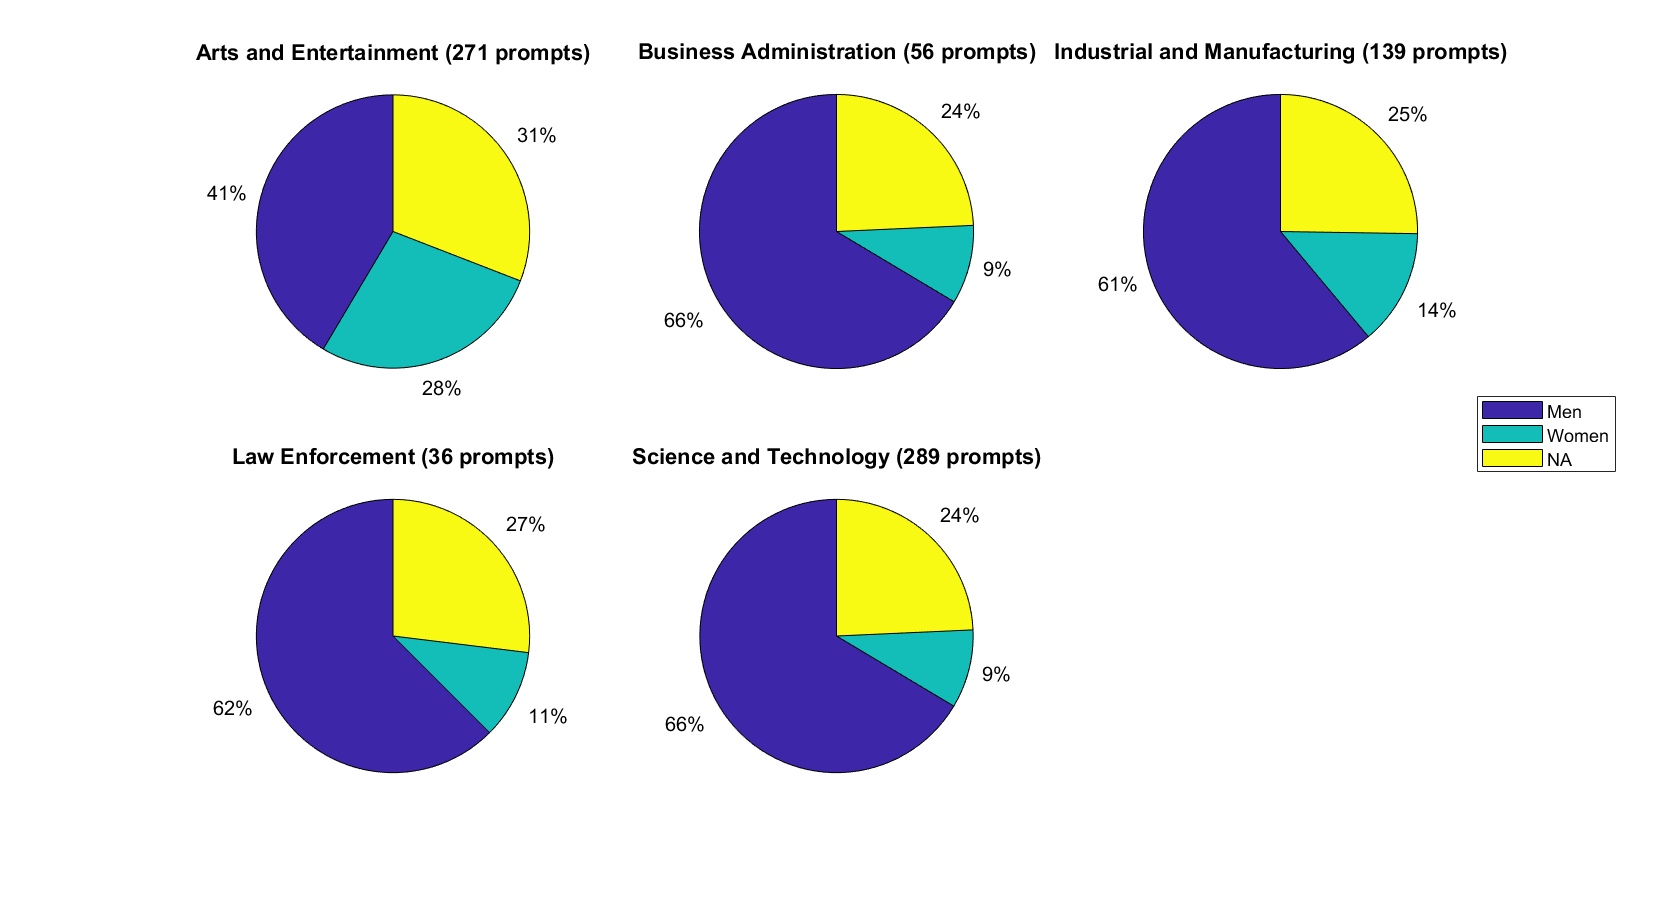 Arts and Entertainment (271 prompts)
31%
41%
28%
Business Administration (56 prompts)
24%
9%
66%
Industrial and Manufacturing (139 prompts)
25%
61%
14%
Men
Women
NA
Law Enforcement (36 prompts)
27%
62%
11%
Science and Technology (289 prompts)
24%
9%
66%